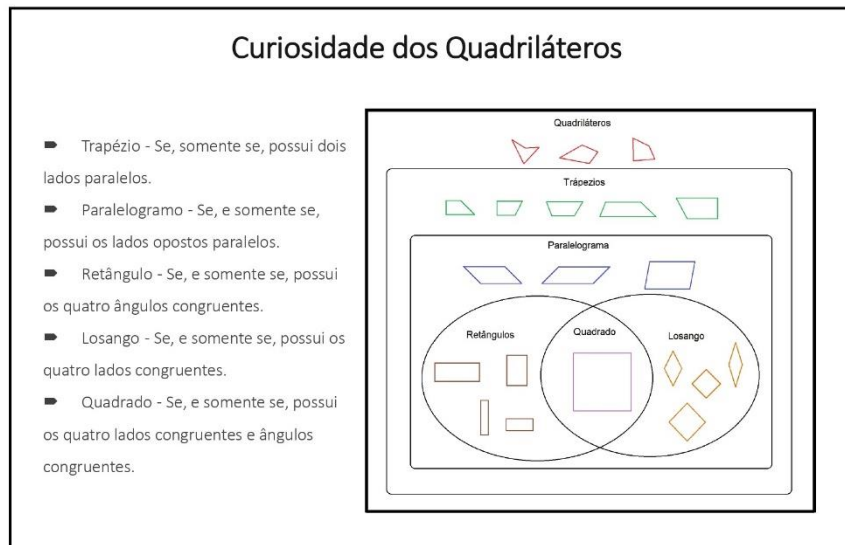 Curiosidade dos Quadriláteros
Trapézio - Se, somente se, possui dois
lados paralelos.
Paralelogramo - Se, e somente se,
possui os lados opostos paralelos.
Retângulo - Se, e somente se, possui
os quatro ângulos congruentes.
Losango - Se, e somente se, possui os
quatro lados congruentes.
Quadrado - Se, e somente se, possui
os quatro lados congruentes e ângulos
congruentes.
Quadriláteros
Trápezios
Paralelograma
Retângulos
Quadrado
Losango